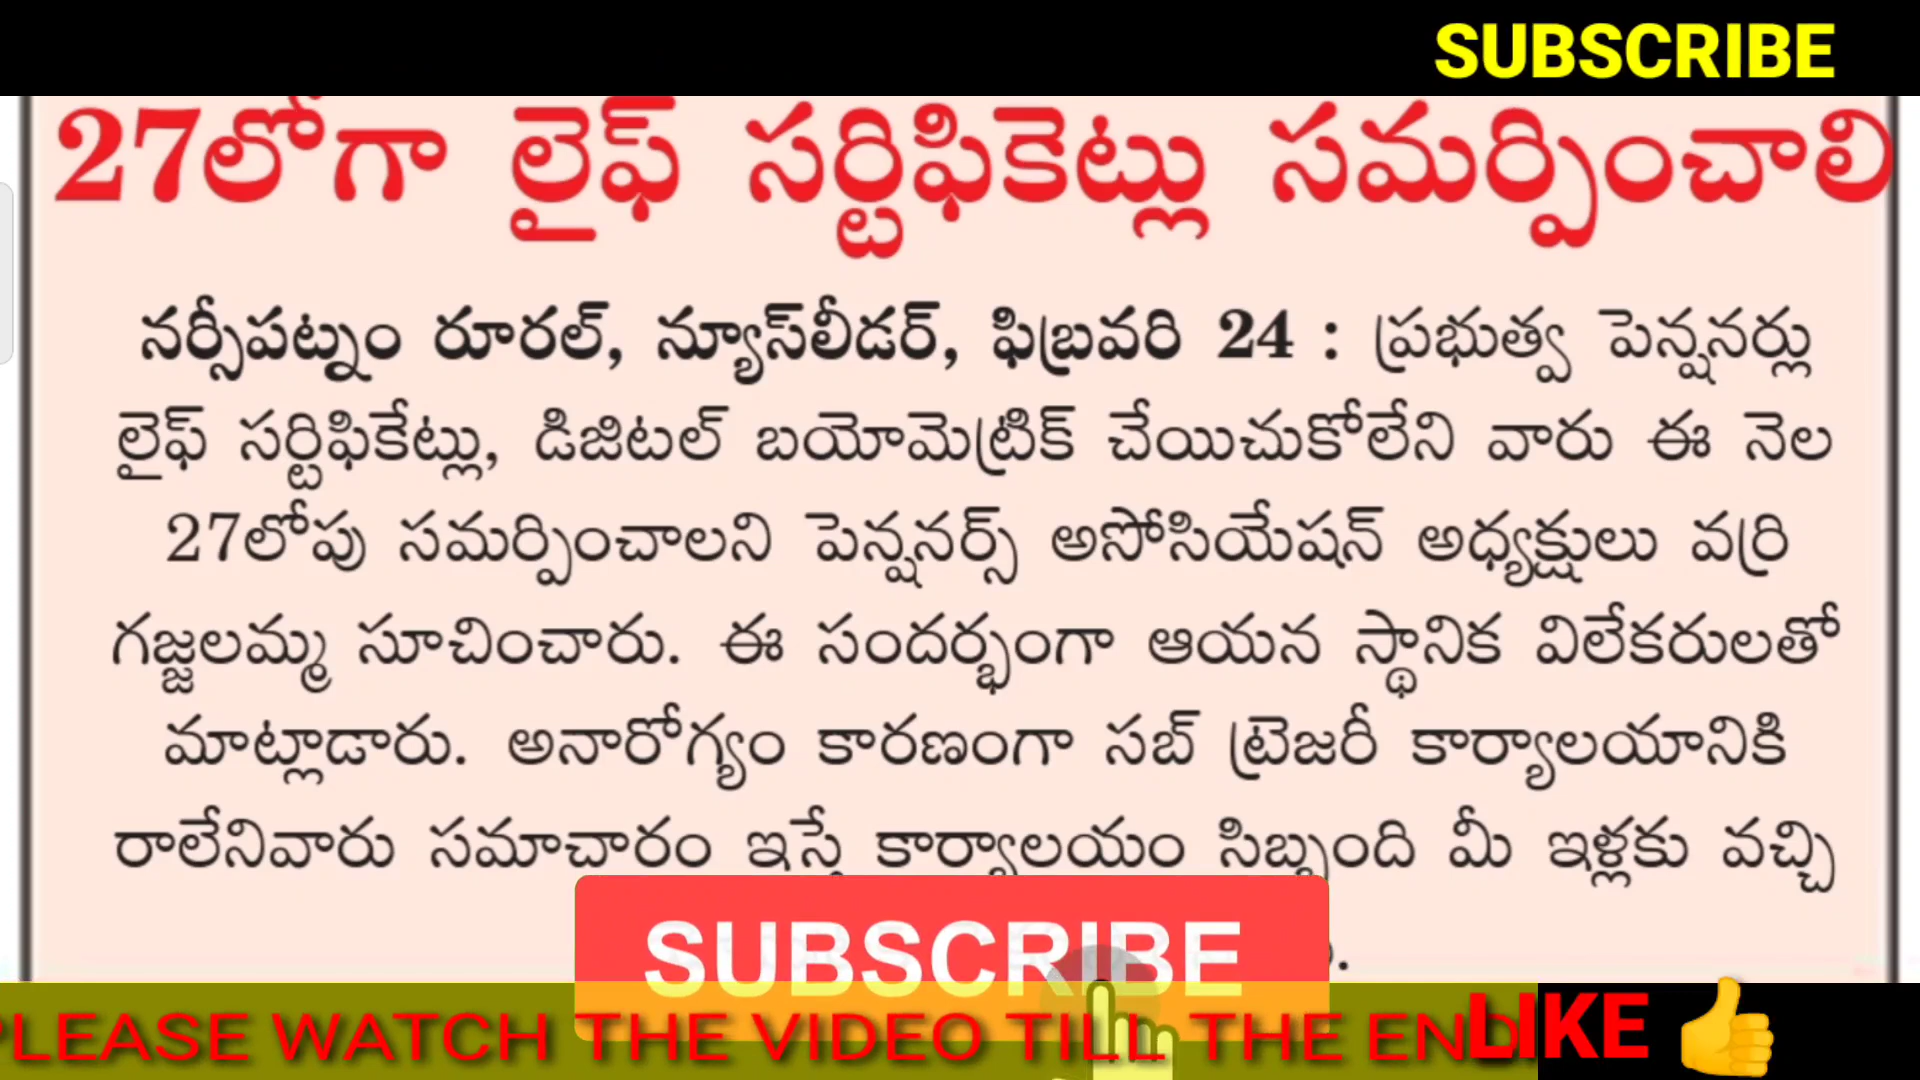 SUBSCRIBE
27లోగా లైఫ్ సర్టిఫికెట్లు సమర్పించాలి
నర్సీపట్నం రూరల్, న్యూస్‌లీడర్, ఫిబ్రవరి 24 : ప్రభుత్వ పెన్షనర్లు
లైఫ్ సర్టిఫికేట్లు, డిజిటల్ బయోమెట్రిక్ చేయిచుకోలేని వారు ఈ నెల
27లోపు సమర్పించాలని పెన్షనర్స్ అసోసియేషన్ అధ్యక్షులు వర్రి
గజ్జలమ్మ సూచించారు. ఈ సందర్భంగా ఆయన స్థానిక విలేకరులతో
మాట్లాడారు. అనారోగ్యం కారణంగా సబ్ ట్రెజరీ కార్యాలయానికి
రాలేనివారు సమాచారం ఇస్తే కార్యాలయం సిబ్బంది మీ ఇళ్లకు వచ్చి
SUBSCRIBE
PLEASE WATCH THE VIDEO TILL THE END
LIKE